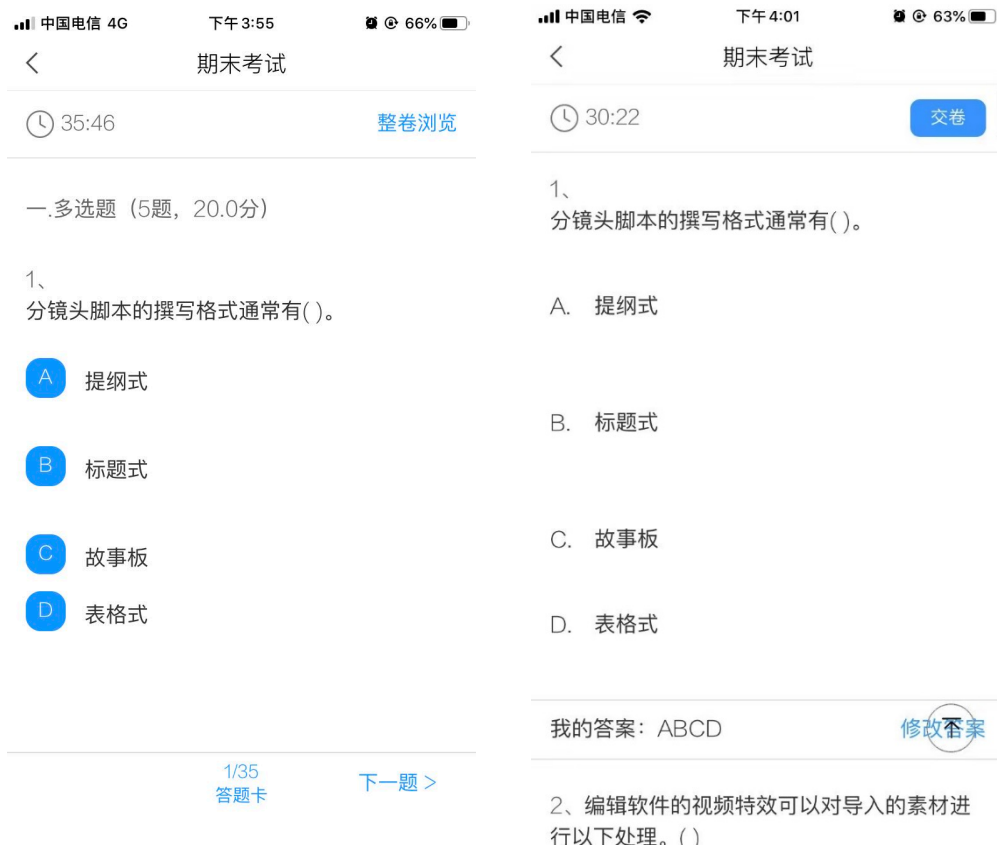 中国电信 4G 下午3:55 66%
期末考试
35:46 整卷浏览
一.多选题（5题，20.0分）
1、
分镜头脚本的撰写格式通常有( )。
A 提纲式
B 标题式
C 故事板
D 表格式
1/35
答题卡
下一题 >
中国电信 下午4:01 63%
期末考试
30:22 交卷
1、
分镜头脚本的撰写格式通常有( )。
A. 提纲式
B. 标题式
C. 故事板
D. 表格式
我的答案：ABCD 修改答案
2、编辑软件的视频特效可以对导入的素材进
行以下处理。( )